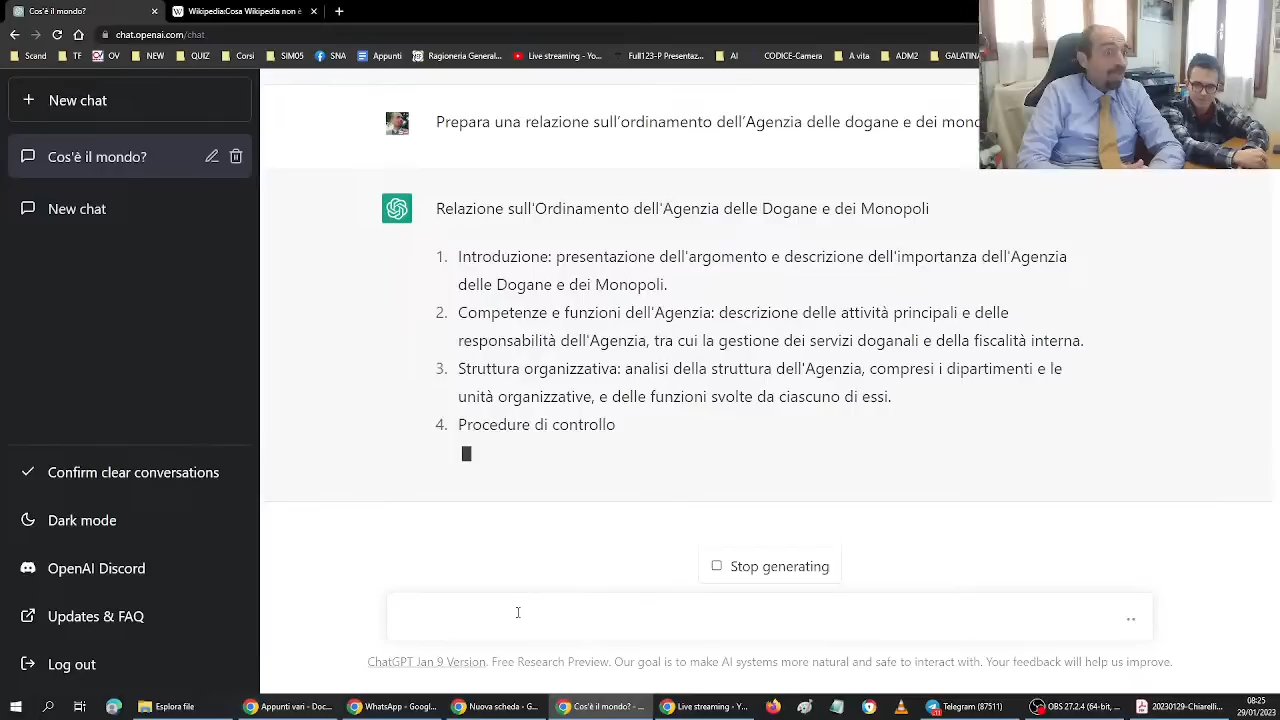 Cos'è il mondo?
Wikipedia:Cosa Wikipedia non è
chat.openai.com/chat
Scand
TF
OV
NEW
QUIZ
Corsi
SIM05
SNA
Appunti
Ragioneria General...
Live streaming - Yo...
Full123-P Presentaz...
AI
CODICE-Camera
A vita
ADM2
GALATINA
New chat
Prepara una relazione sull'ordinamento dell'Agenzia delle dogane e dei mono
Cos'è il mondo?
New chat
Relazione sull'Ordinamento dell'Agenzia delle Dogane e dei Monopoli
1. Introduzione: presentazione dell'argomento e descrizione dell'importanza dell'Agenzia
delle Dogane e dei Monopoli.
2. Competenze e funzioni dell'Agenzia: descrizione delle attività principali e delle
responsabilità dell'Agenzia, tra cui la gestione dei servizi doganali e della fiscalità interna.
3. Struttura organizzativa: analisi della struttura dell'Agenzia, compresi i dipartimenti e le
unità organizzative, e delle funzioni svolte da ciascuno di essi.
4. Procedure di controllo
Confirm clear conversations
Dark mode
OpenAI Discord
Updates & FAQ
Log out
Stop generating
ChatGPT Jan 9 Version. Free Research Preview. Our goal is to make AI systems more natural and safe to interact with. Your feedback will help us improve.
Esplora file
Appunti vari - Doc...
WhatsApp - Googl...
Nuova scheda - G...
Cos'è il mondo? - ...
Live streaming - Y...
Telegram (87511)
OBS 27.2.4 (64-bit, ...
20230129-Chiarelli...
08:25
29/01/2023